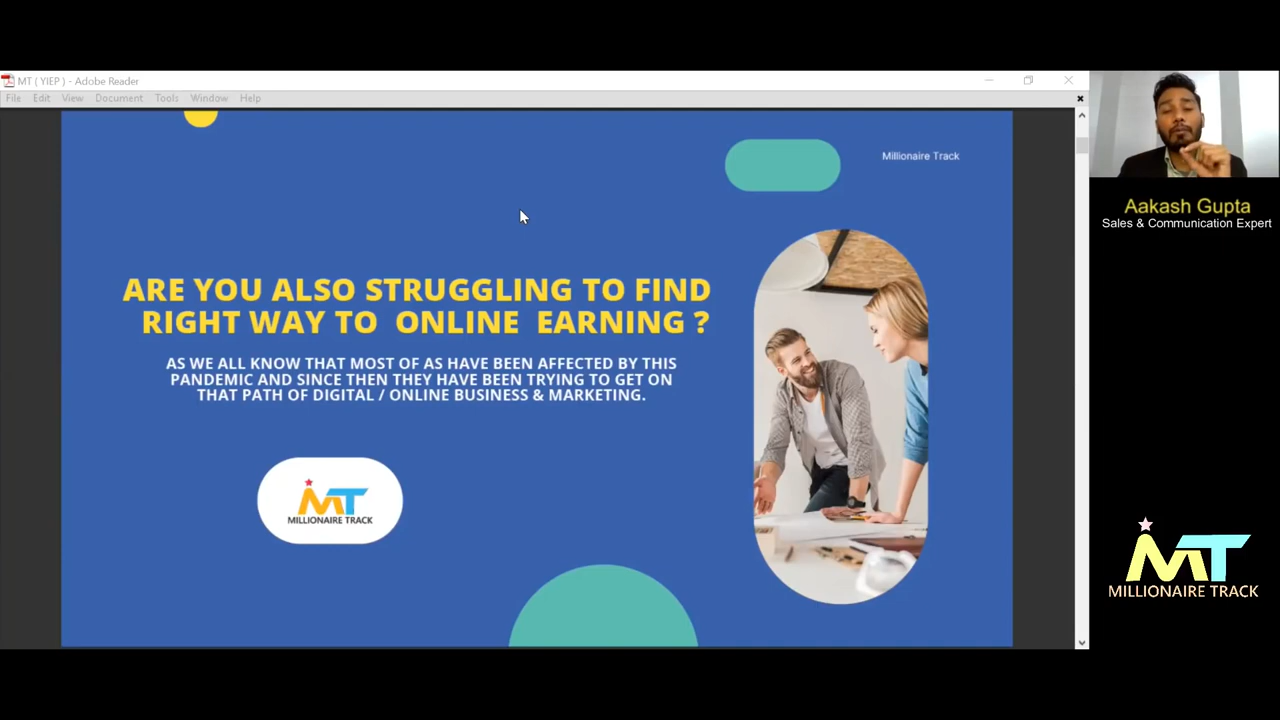 MT ( YIEP ) - Adobe Reader
File Edit View Document Tools Window Help
Millionaire Track
ARE YOU ALSO STRUGGLING TO FIND
RIGHT WAY TO ONLINE EARNING ?
AS WE ALL KNOW THAT MOST OF AS HAVE BEEN AFFECTED BY THIS
PANDEMIC AND SINCE THEN THEY HAVE BEEN TRYING TO GET ON
THAT PATH OF DIGITAL / ONLINE BUSINESS & MARKETING.
MT
MILLIONAIRE TRACK
Aakash Gupta
Sales & Communication Expert
MT
MILLIONAIRE TRACK